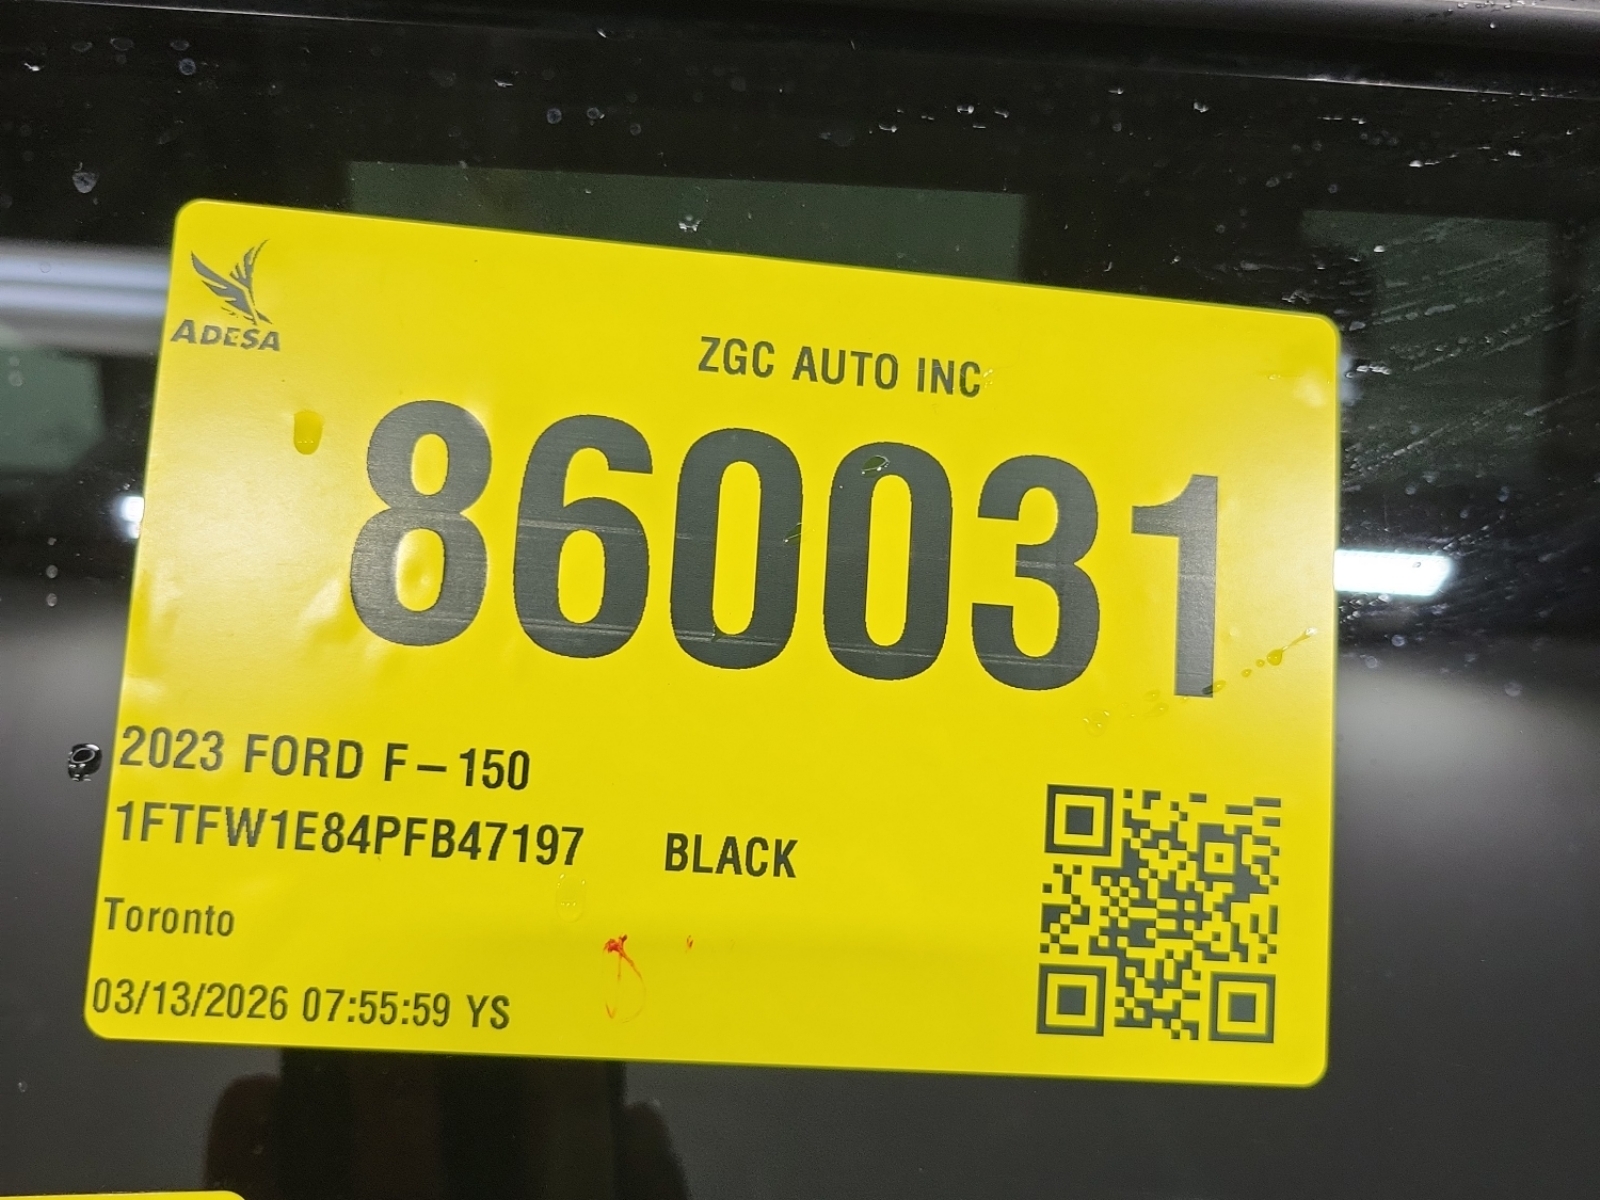 ADESA
ZGC AUTO INC
860031
2023 FORD F-150
1FTFW1E84PFB47197 BLACK
Toronto
03/13/2026 07:55:59 YS